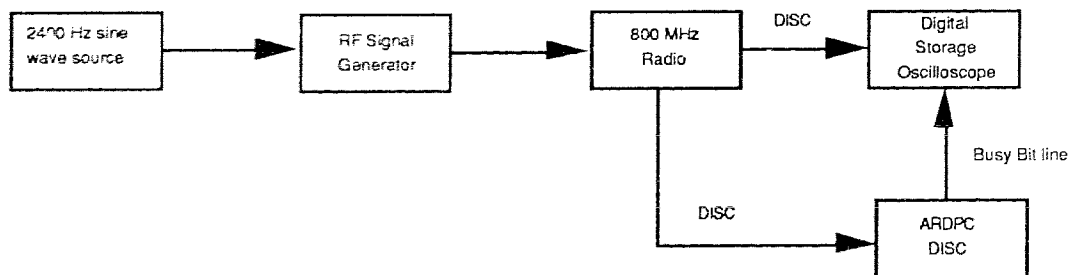 2400 Hz sine
wave source
RF Signal
Generator
800 MHz
Radio
DISC
Digital
Storage
Oscilloscope
Busy Bit line
DISC
ARDPC
DISC